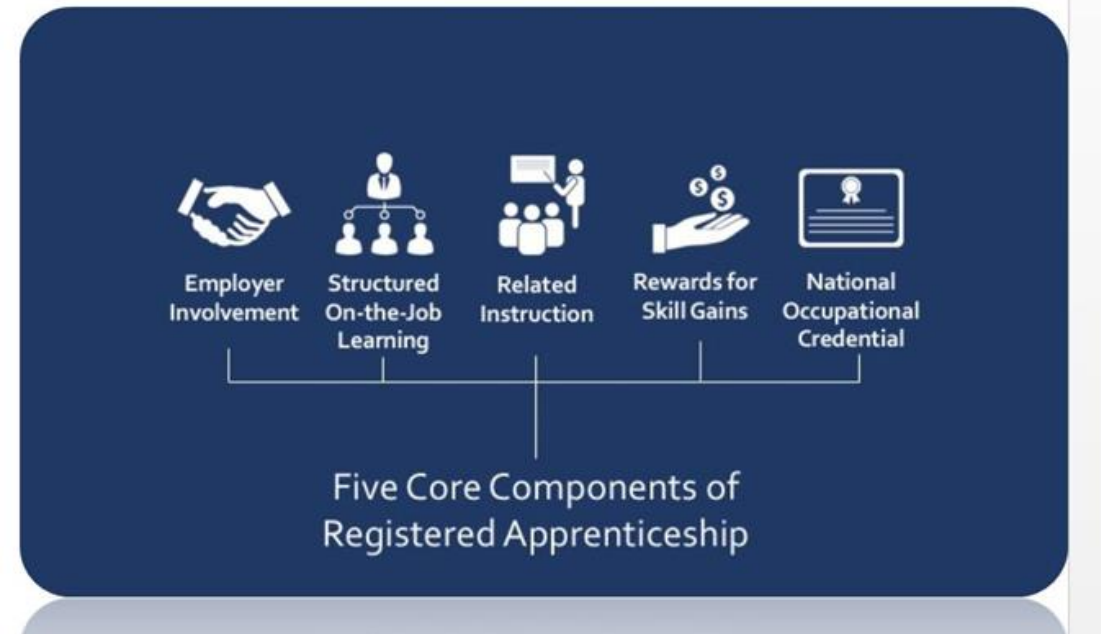 Employer
Involvement
Structured
On-the-Job
Learning
Related
Instruction
Rewards for
Skill Gains
National
Occupational
Credential
Five Core Components of
Registered Apprenticeship